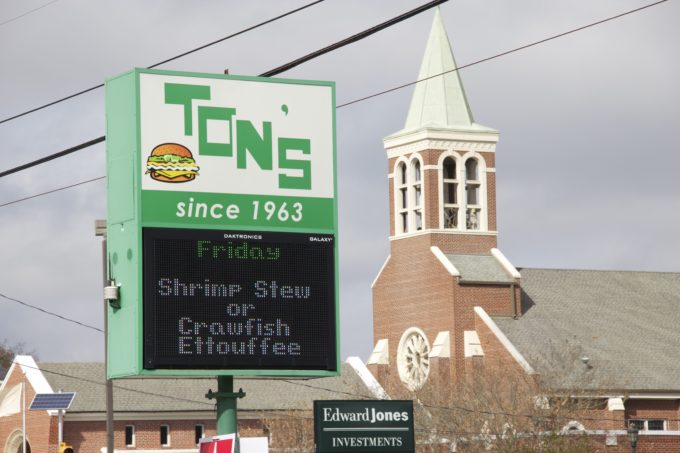 TON'S
since 1963
DAKTRONICS GALAXY
Friday
Shrimp Stew
or
Crawfish
Ettouffee
Edward Jones
INVESTMENTS